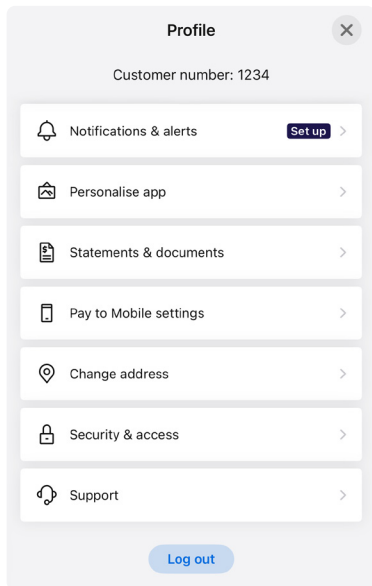 Profile
Customer number: 1234
Notifications & alerts Set up
Personalise app
Statements & documents
Pay to Mobile settings
Change address
Security & access
Support
Log out